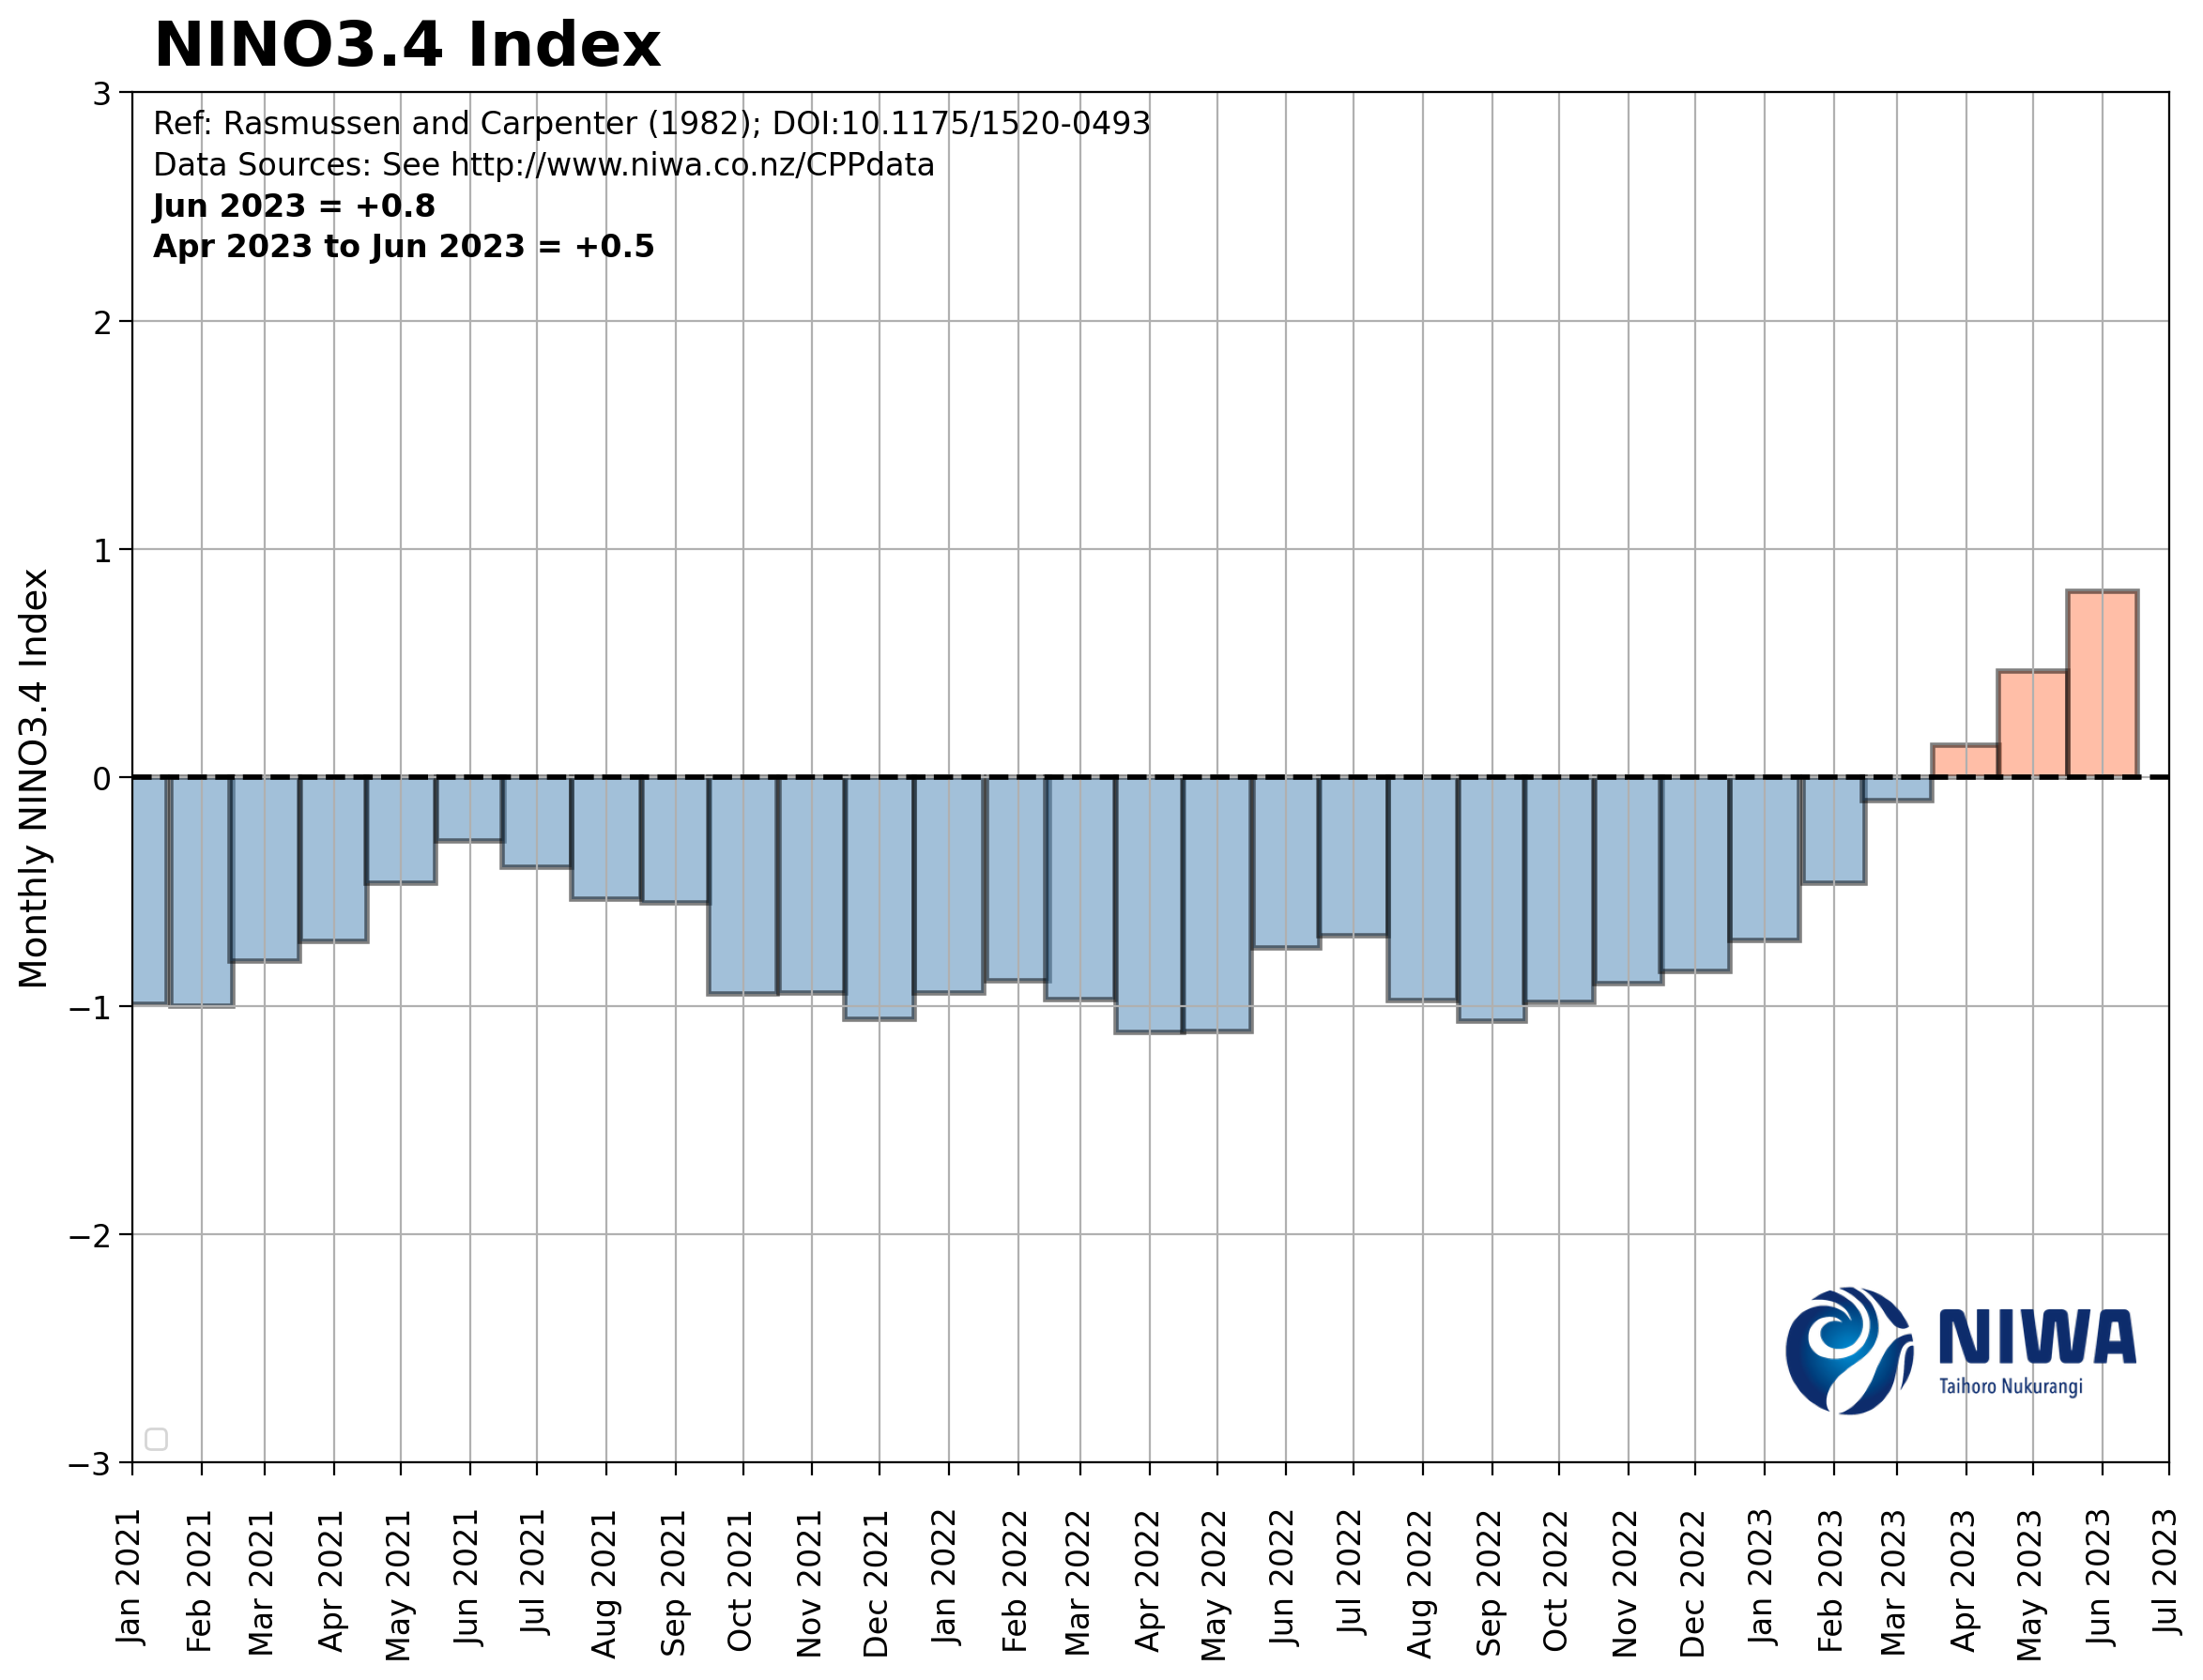 NINO3.4 Index
Ref: Rasmussen and Carpenter (1982); DOI:10.1175/1520-0493
Data Sources: See http://www.niwa.co.nz/CPPdata
Jun 2023 = +0.8
Apr 2023 to Jun 2023 = +0.5
Monthly NINO3.4 Index
3
2
1
0
−1
−2
−3
NIWA
Taihoro Nukurangi
Jan 2021
Feb 2021
Mar 2021
Apr 2021
May 2021
Jun 2021
Jul 2021
Aug 2021
Sep 2021
Oct 2021
Nov 2021
Dec 2021
Jan 2022
Feb 2022
Mar 2022
Apr 2022
May 2022
Jun 2022
Jul 2022
Aug 2022
Sep 2022
Oct 2022
Nov 2022
Dec 2022
Jan 2023
Feb 2023
Mar 2023
Apr 2023
May 2023
Jun 2023
Jul 2023